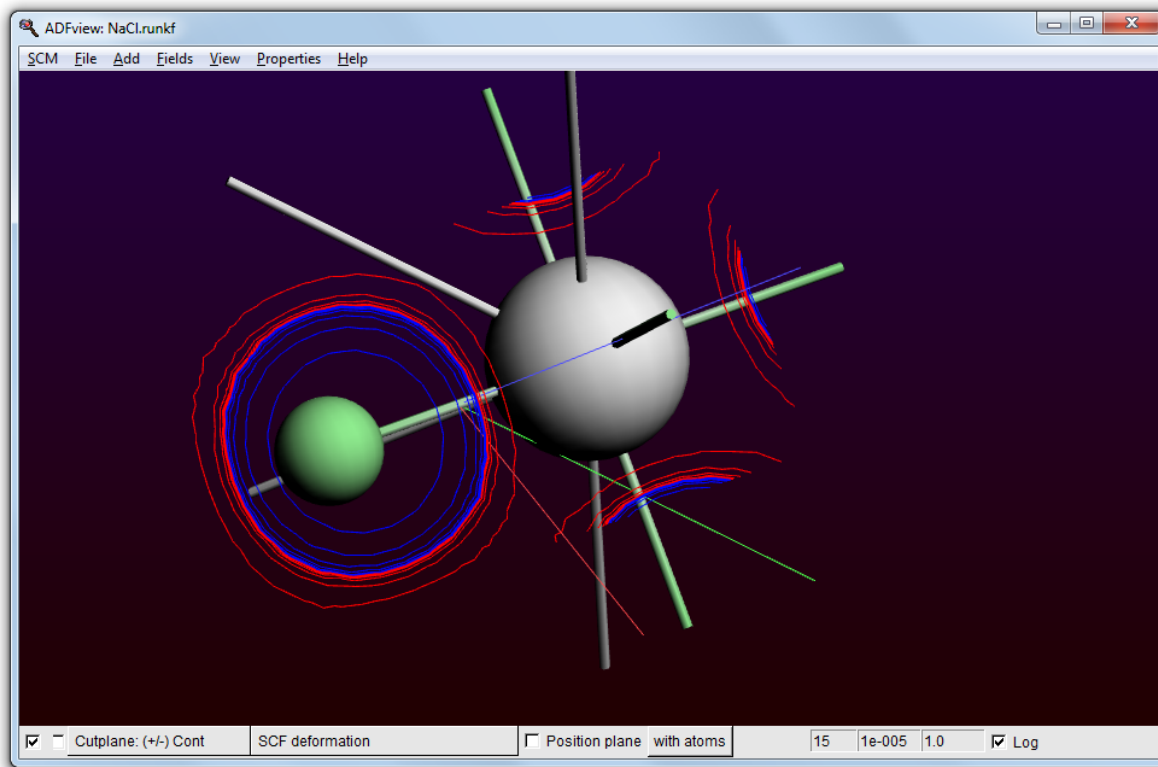 ADFview: NaCl.runkf
SCM File Add Fields View Properties Help
Cutplane: (+/-) Cont SCF deformation Position plane with atoms 15 1e-005 1.0 Log